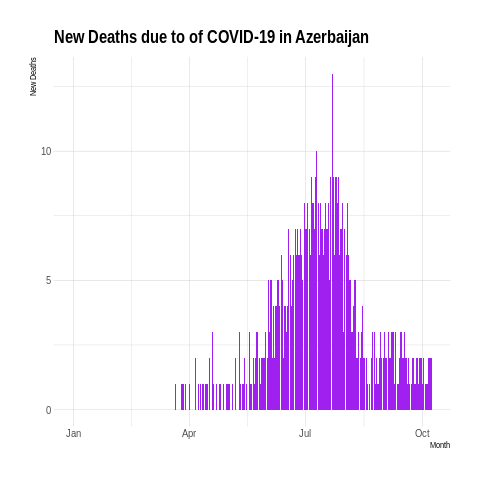 New Deaths due to of COVID-19 in Azerbaijan
New Deaths
10
5
0
Jan Apr Jul Oct
Month